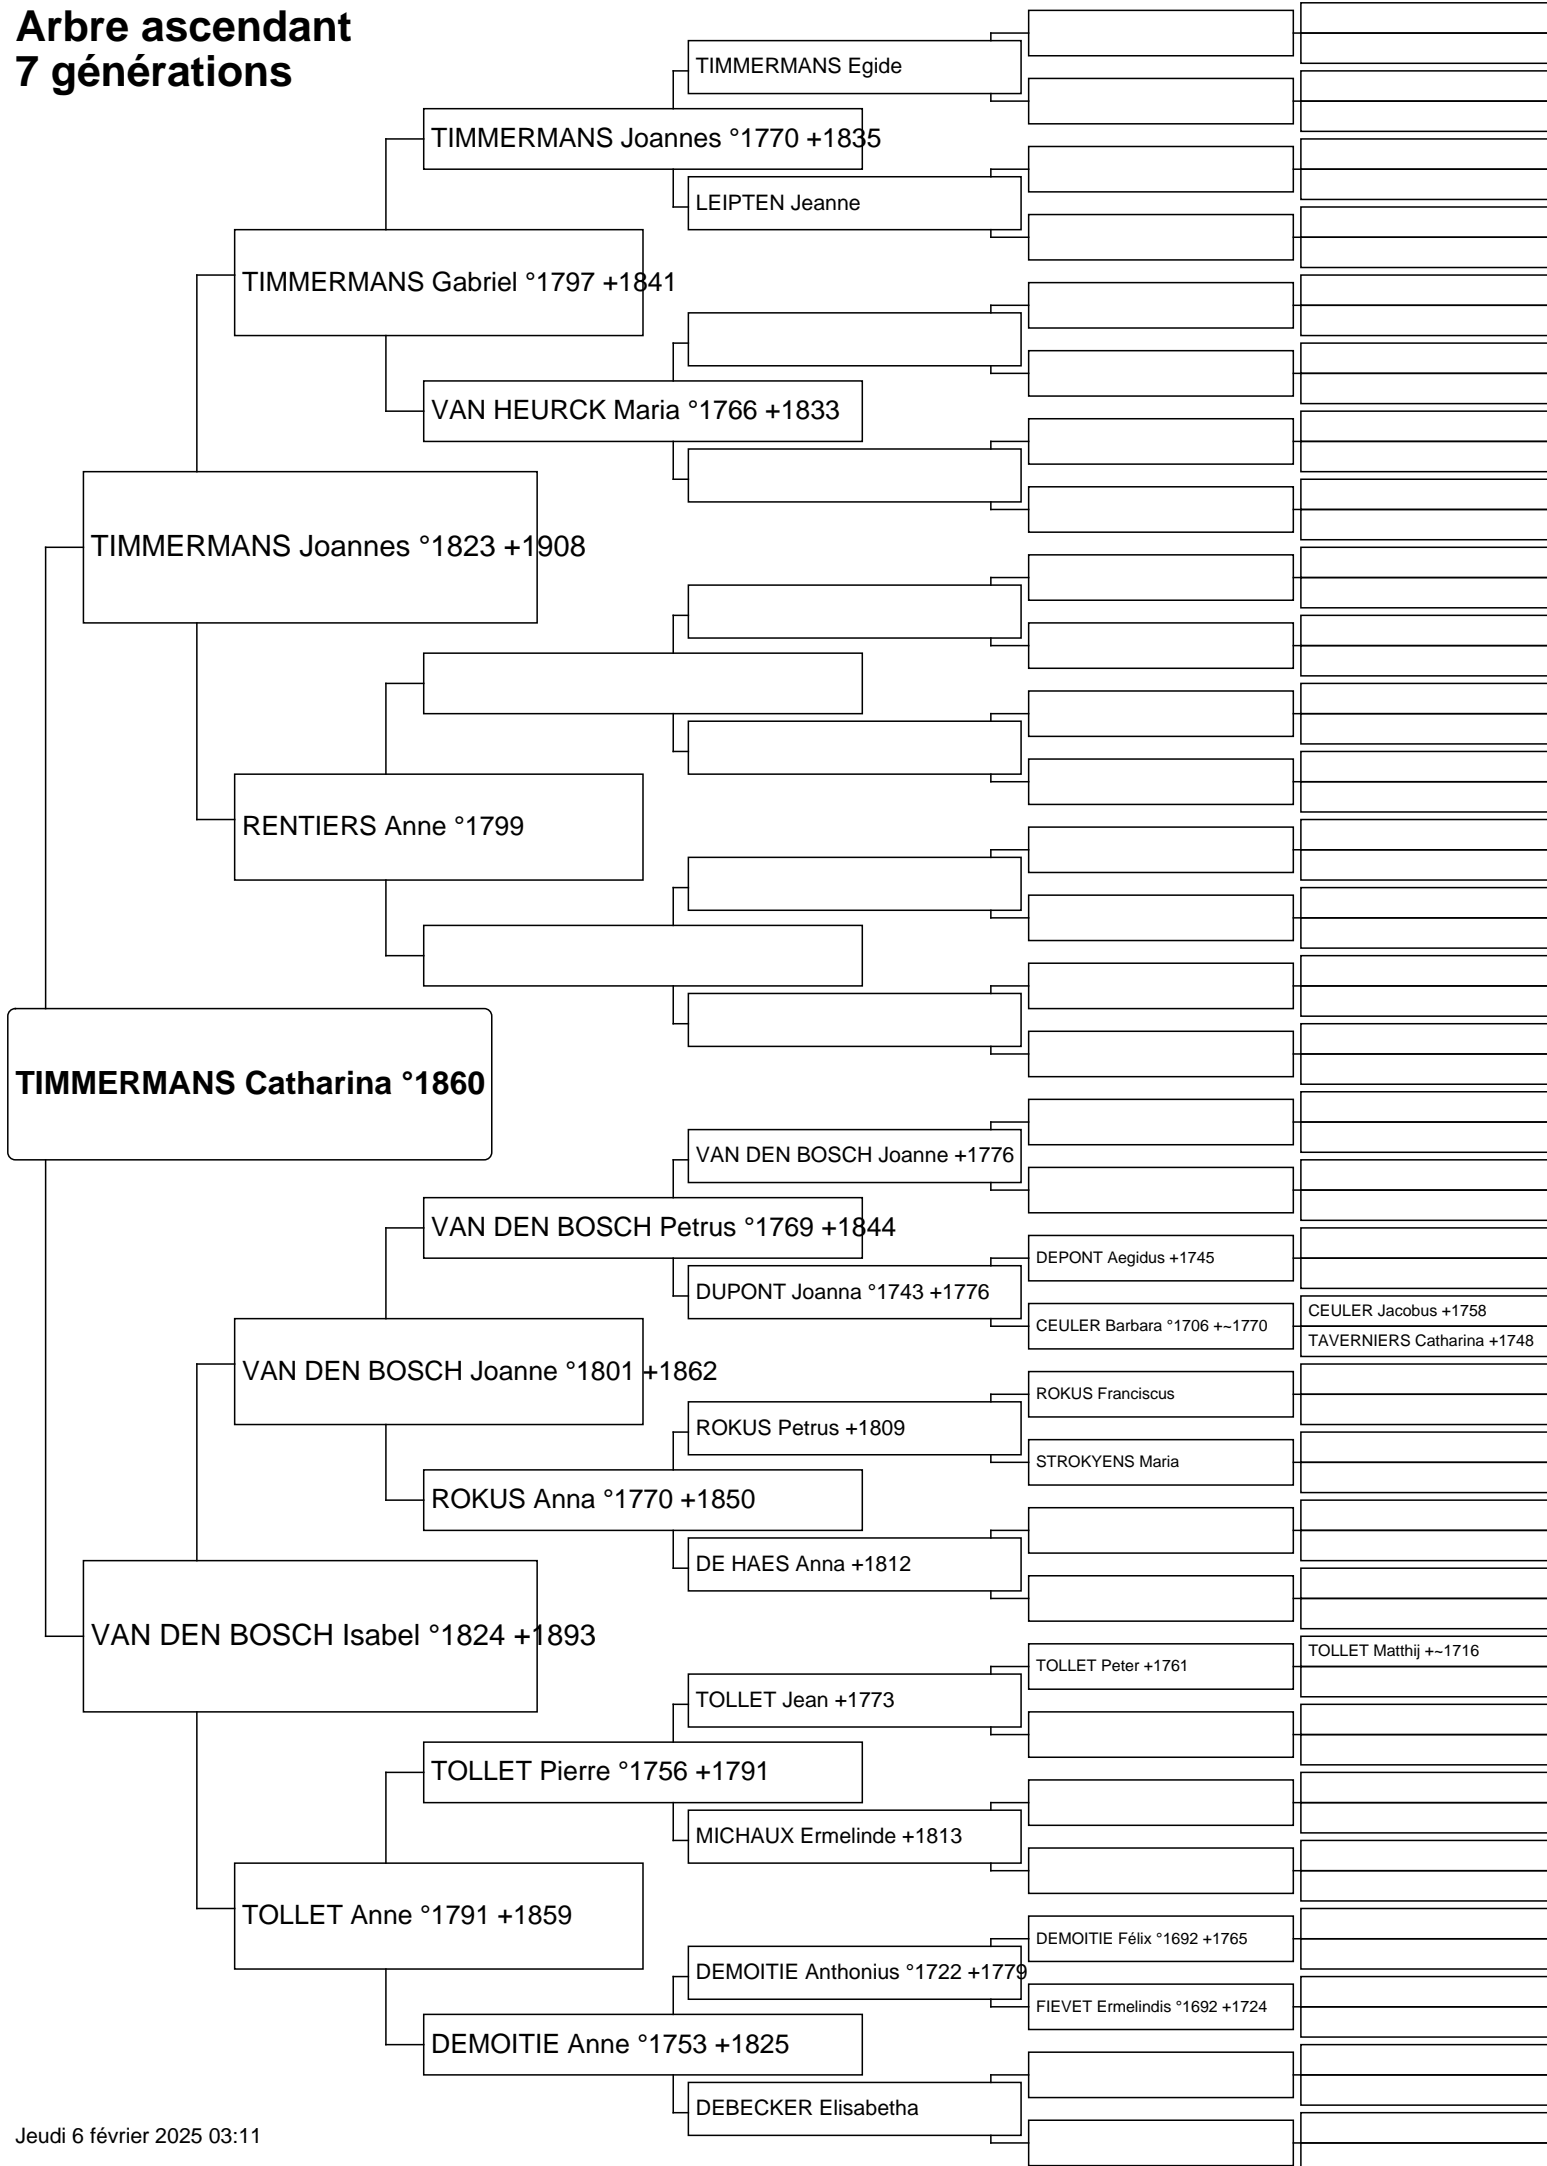 Arbre ascendant
7 générations
TIMMERMANS Egide
TIMMERMANS Joannes °1770 +1835
LEIPTEN Jeanne
TIMMERMANS Gabriel °1797 +1841
VAN HEURCK Maria °1766 +1833
TIMMERMANS Joannes °1823 +1908
RENTIERS Anne °1799
TIMMERMANS Catharina °1860
VAN DEN BOSCH Joanne +1776
VAN DEN BOSCH Petrus °1769 +1844
DEPONT Aegidus +1745
DUPONT Joanna °1743 +1776
CEULER Jacobus +1758
CEULER Barbara °1706 +~1770
TAVERNIERS Catharina +1748
VAN DEN BOSCH Joanne °1801 +1862
ROKUS Franciscus
ROKUS Petrus +1809
STROKYENS Maria
ROKUS Anna °1770 +1850
DE HAES Anna +1812
VAN DEN BOSCH Isabel °1824 +1893
TOLLET Matthij +~1716
TOLLET Peter +1761
TOLLET Jean +1773
TOLLET Pierre °1756 +1791
MICHAUX Ermelinde +1813
TOLLET Anne °1791 +1859
DEMOITIE Félix °1692 +1765
DEMOITIE Anthonius °1722 +1779
FIEVET Ermelindis °1692 +1724
DEMOITIE Anne °1753 +1825
DEBECKER Elisabetha
Jeudi 6 février 2025 03:11